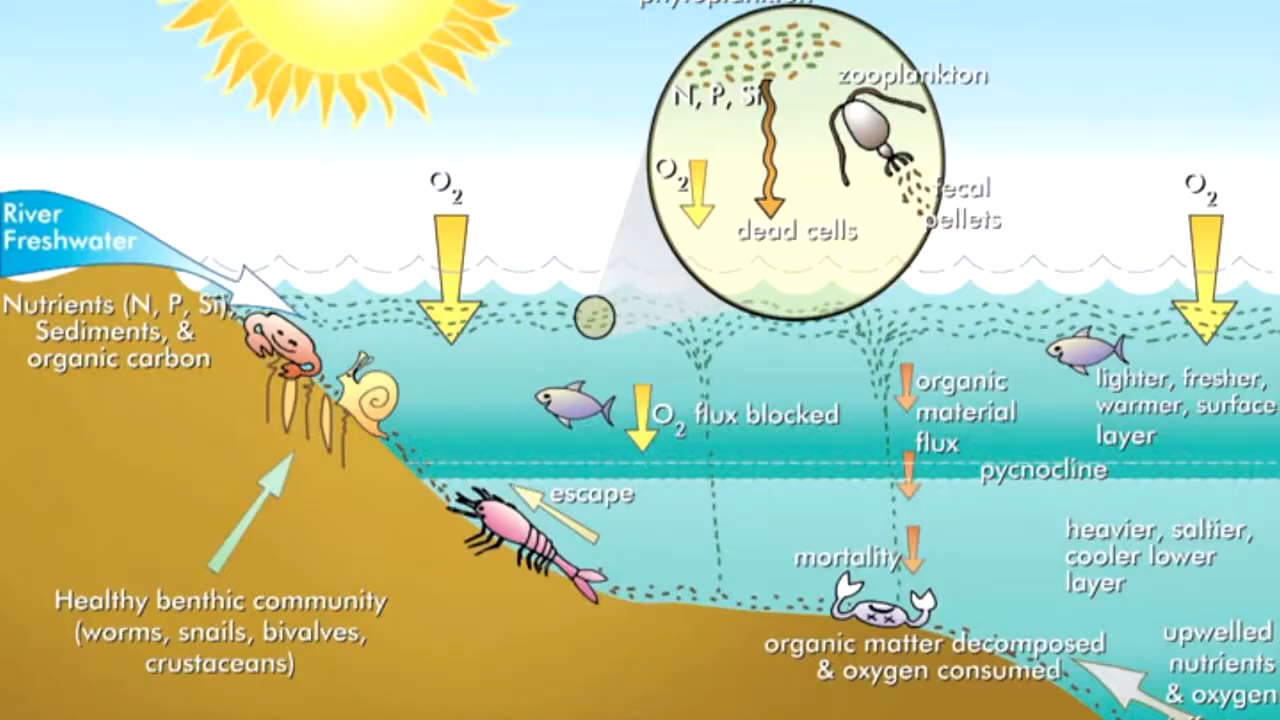 phytoplankton
zooplankton
N, P, Si
O2
fecal
pellets
dead cells
O2
O2
River
Freshwater
Nutrients (N, P, Si),
Sediments, &
organic carbon
O2 flux blocked
organic
material
flux
lighter, fresher,
warmer, surface
layer
pycnocline
escape
heavier, saltier,
cooler lower
layer
mortality
Healthy benthic community
(worms, snails, bivalves,
crustaceans)
organic matter decomposed
& oxygen consumed
upwelled
nutrients
& oxygen